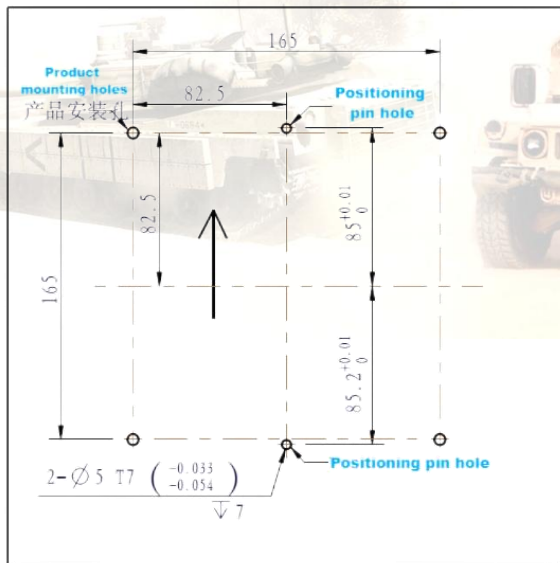 165
Product
mounting holes
产品安装孔
82.5
Positioning
pin hole
82.5
85 +0.01 0
165
85.2 +0.01 0
Positioning pin hole
2-∅5 T7 (-0.033 -0.054)
↧7